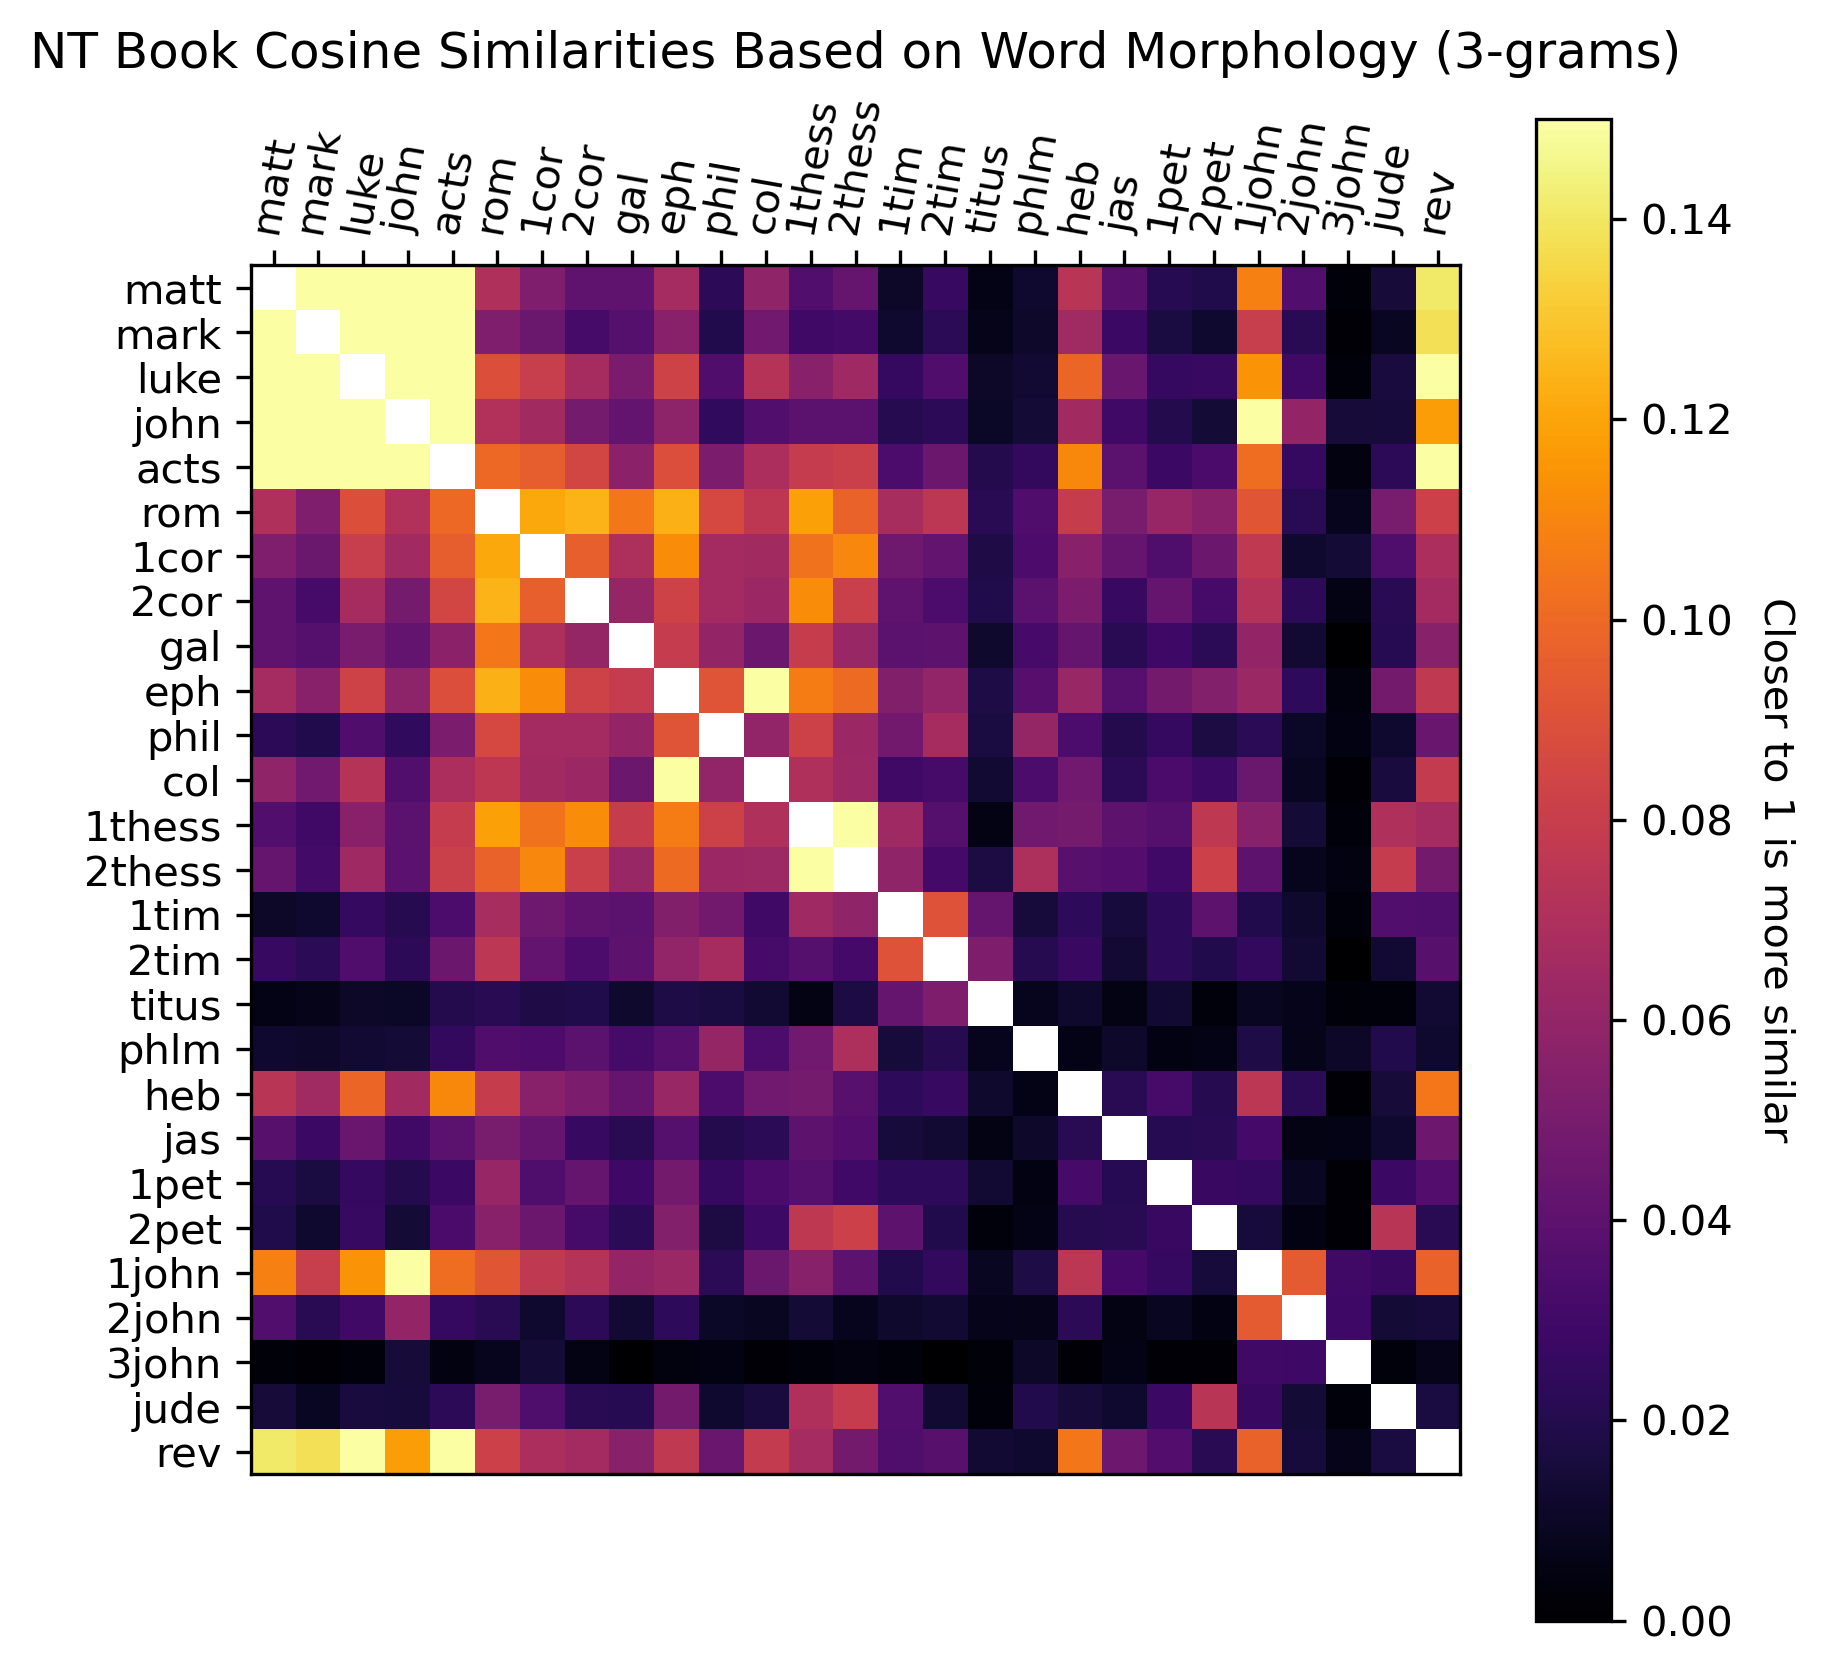 NT Book Cosine Similarities Based on Word Morphology (3-grams)
matt mark luke john acts rom 1cor 2cor gal eph phil col 1thess 2thess 1tim 2tim titus phlm heb jas 1pet 2pet 1john 2john 3john jude rev
matt
mark
luke
john
acts
rom
1cor
2cor
gal
eph
phil
col
1thess
2thess
1tim
2tim
titus
phlm
heb
jas
1pet
2pet
1john
2john
3john
jude
rev
0.14
0.12
0.10
0.08
0.06
0.04
0.02
0.00
Closer to 1 is more similar